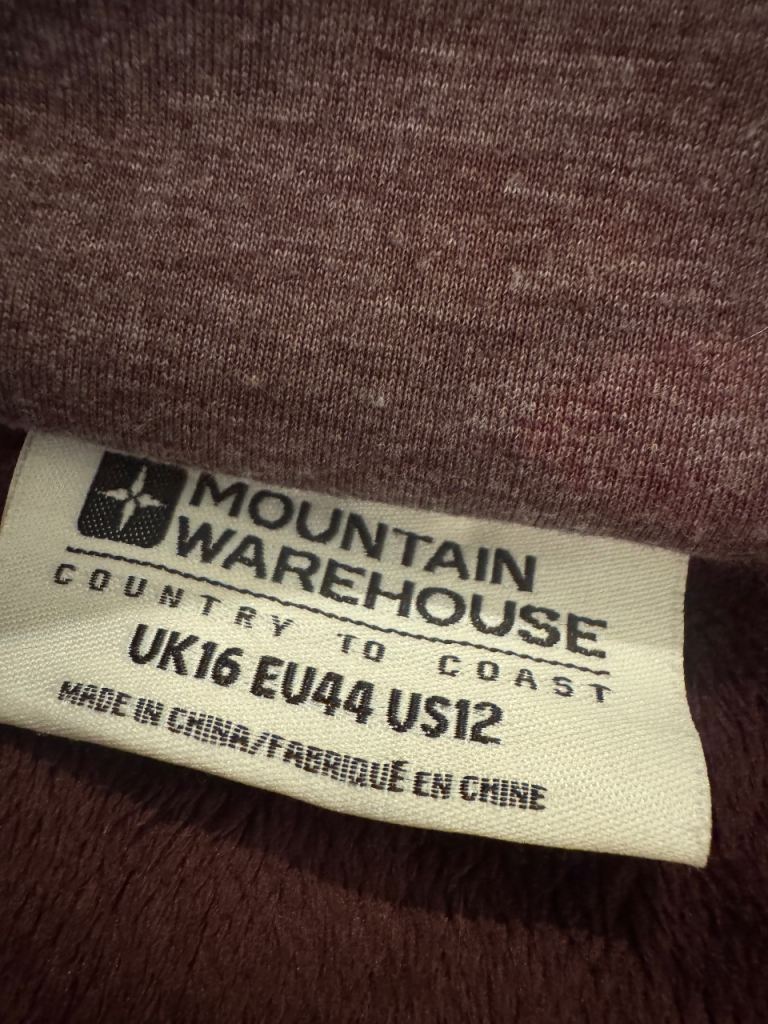 MOUNTAIN
WAREHOUSE
COUNTRY TO COAST
UK16 EU44 US12
MADE IN CHINA/FABRIQUÉ EN CHINE